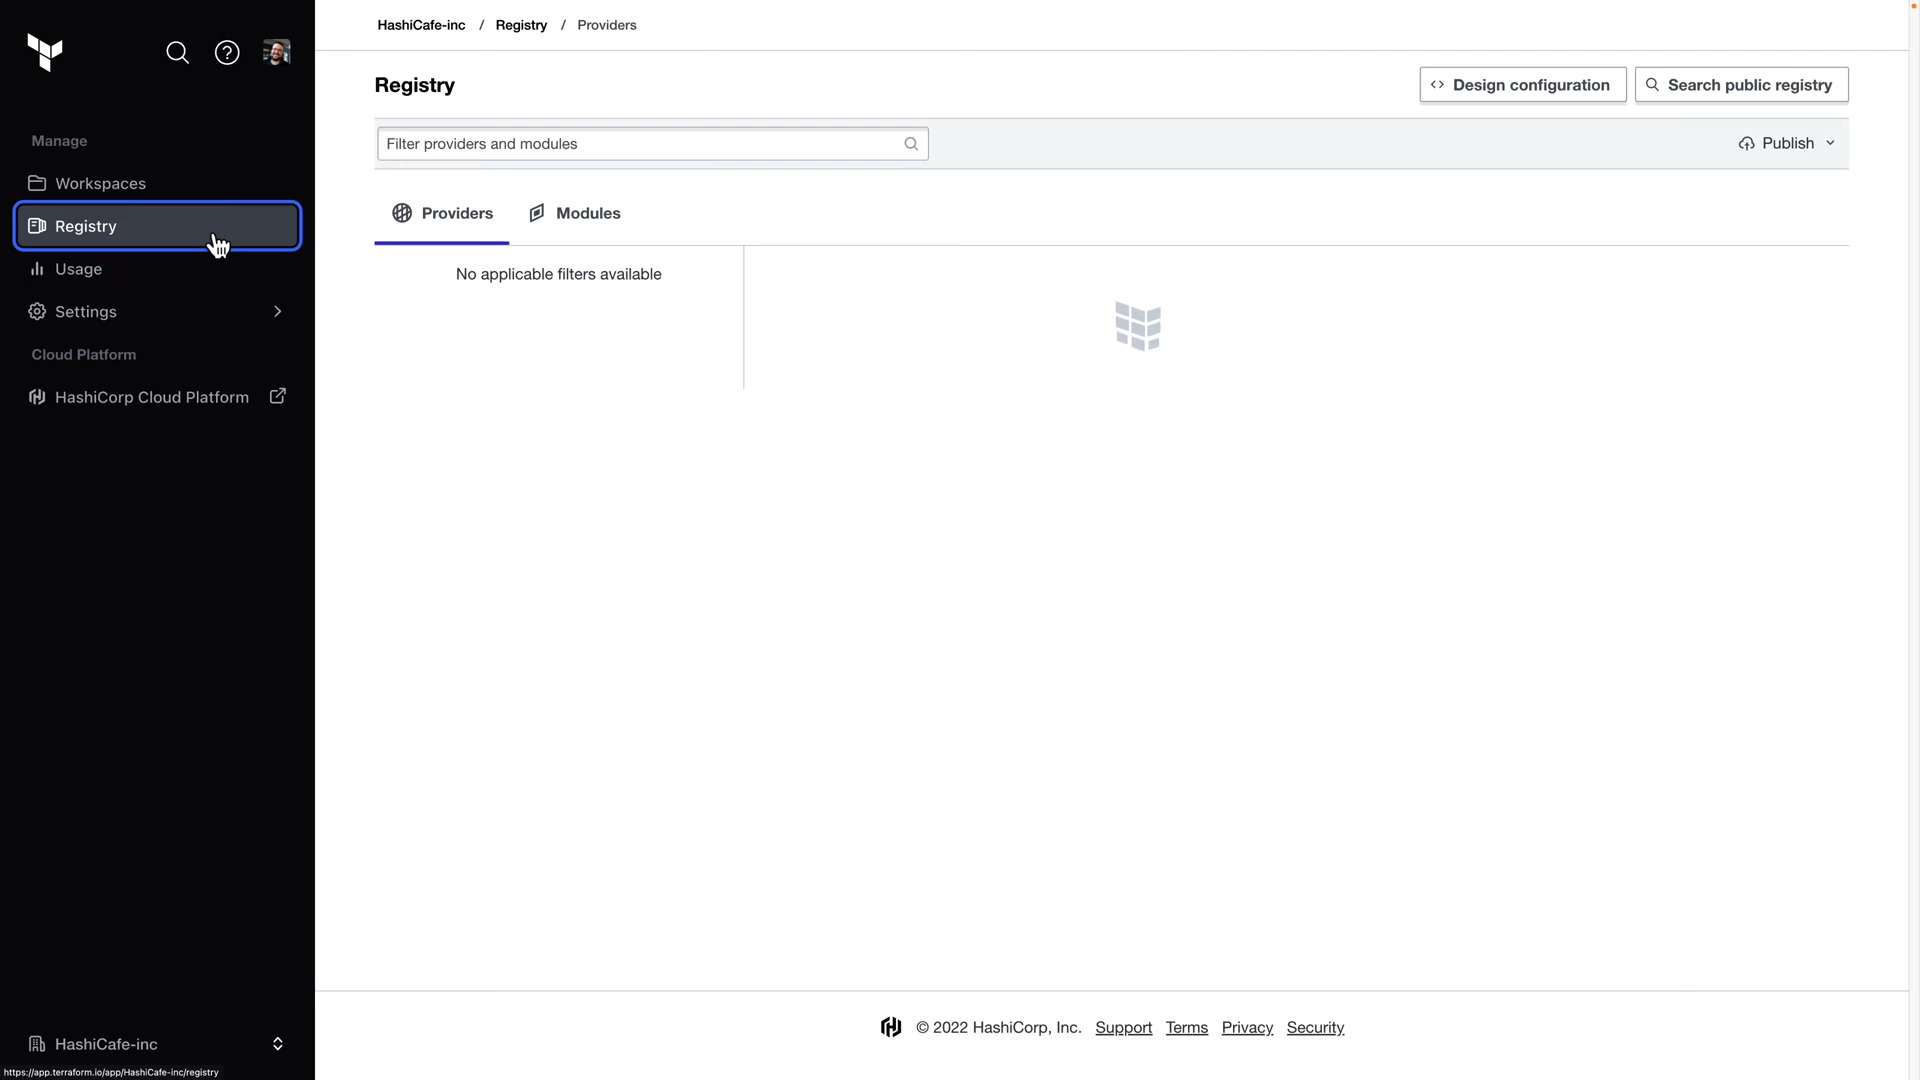 HashiCafe-inc / Registry / Providers
Registry
Design configuration
Search public registry
Filter providers and modules
Publish
Providers
Modules
No applicable filters available
Manage
Workspaces
Registry
Usage
Settings
Cloud Platform
HashiCorp Cloud Platform
HashiCafe-inc
https://app.terraform.io/app/HashiCafe-inc/registry
© 2022 HashiCorp, Inc. Support Terms Privacy Security